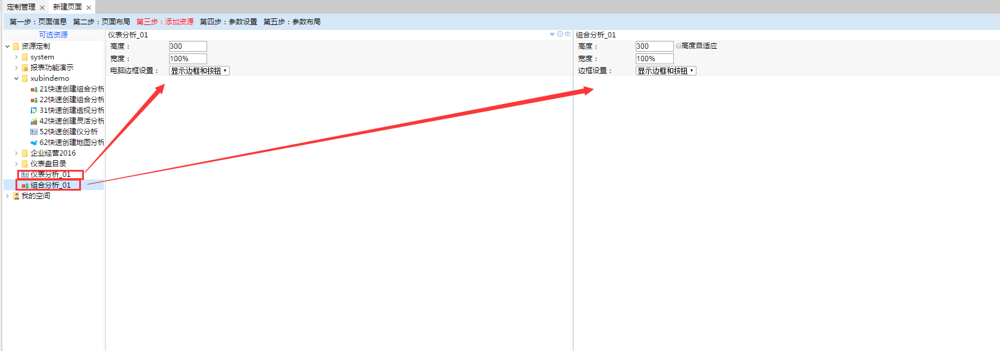 定制管理 新建页面
第一步：页面信息 第二步：页面布局 第三步：添加资源 第四步：参数设置 第五步：参数布局
可选资源
资源定制
system
报表功能演示
xubindemo
21快速创建组合分析
22快速创建组合分析
31快速创建透视分析
42快速创建灵活分析
52快速创建仪分析
62快速创建地图分析
企业经营2016
仪表盘目录
仪表分析_01
组合分析_01
我的空间
仪表分析_01
高度： 300
宽度： 100%
电脑边框设置： 显示边框和按钮
组合分析_01
高度： 300 高度自适应
宽度： 100%
边框设置： 显示边框和按钮